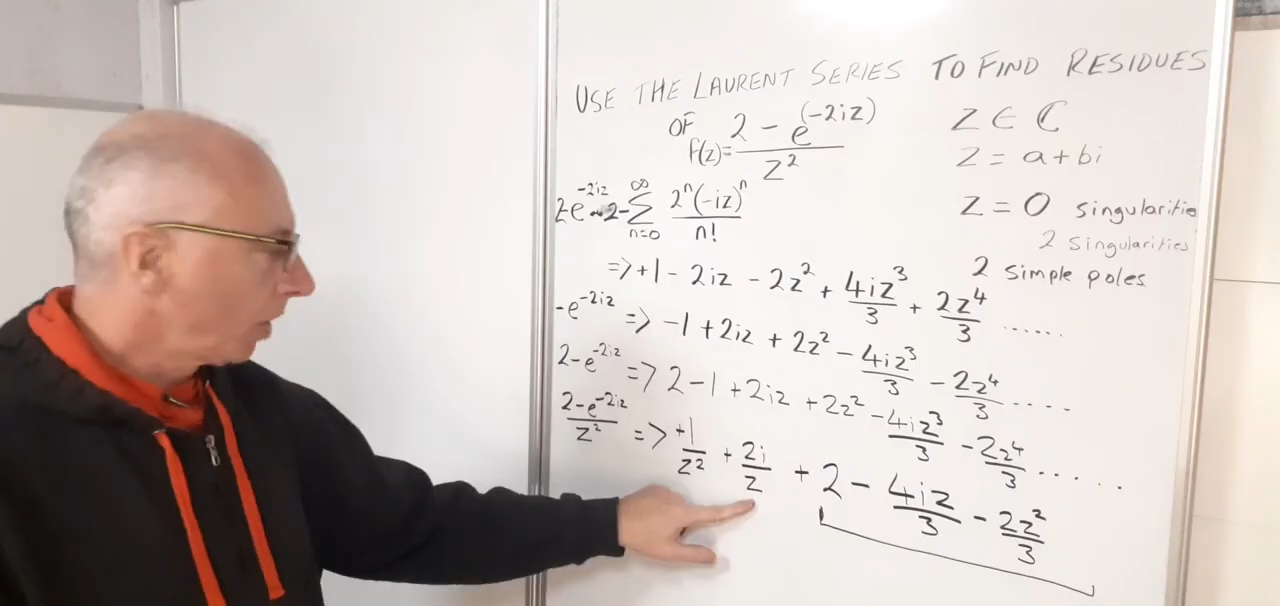 USE THE LAURENT SERIES TO FIND RESIDUES
OF f(z) = (2 - e^(-2iz)) / z^2
z ∈ ℂ
z = a + bi
z = 0 singularitie
2 singularities
2 simple poles
2^n(-iz)^n / n!
=> +1 - 2iz - 2z^2 + 4iz^3/3 + 2z^4/3 ......
-e^-2iz => -1 + 2iz + 2z^2 - 4iz^3/3 - 2z^4/3 ....
2-e^-2iz => 2 - 1 + 2iz + 2z^2 - 4iz^3/3 - 2z^4/3 .....
(2-e^-2iz)/z^2 => +1/z^2 + 2i/z + 2 - 4iz/3 - 2z^2/3